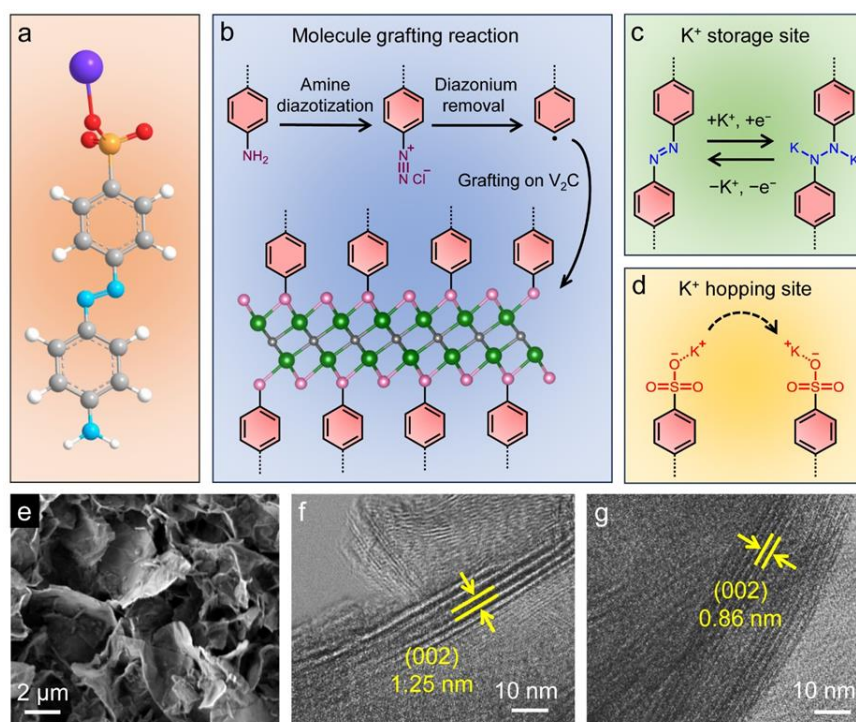 a
b
Molecule grafting reaction
Amine
diazotization
Diazonium
removal
NH₂
N⁺
N Cl⁻
Grafting on V₂C
c
K⁺ storage site
N=N
+K⁺, +e⁻
−K⁺, −e⁻
K
N
N
K
d
K⁺ hopping site
K⁺
⁺K
O⁻
O⁻
O=S=O
O=S=O
e
2 μm
f
(002)
1.25 nm
10 nm
g
(002)
0.86 nm
10 nm